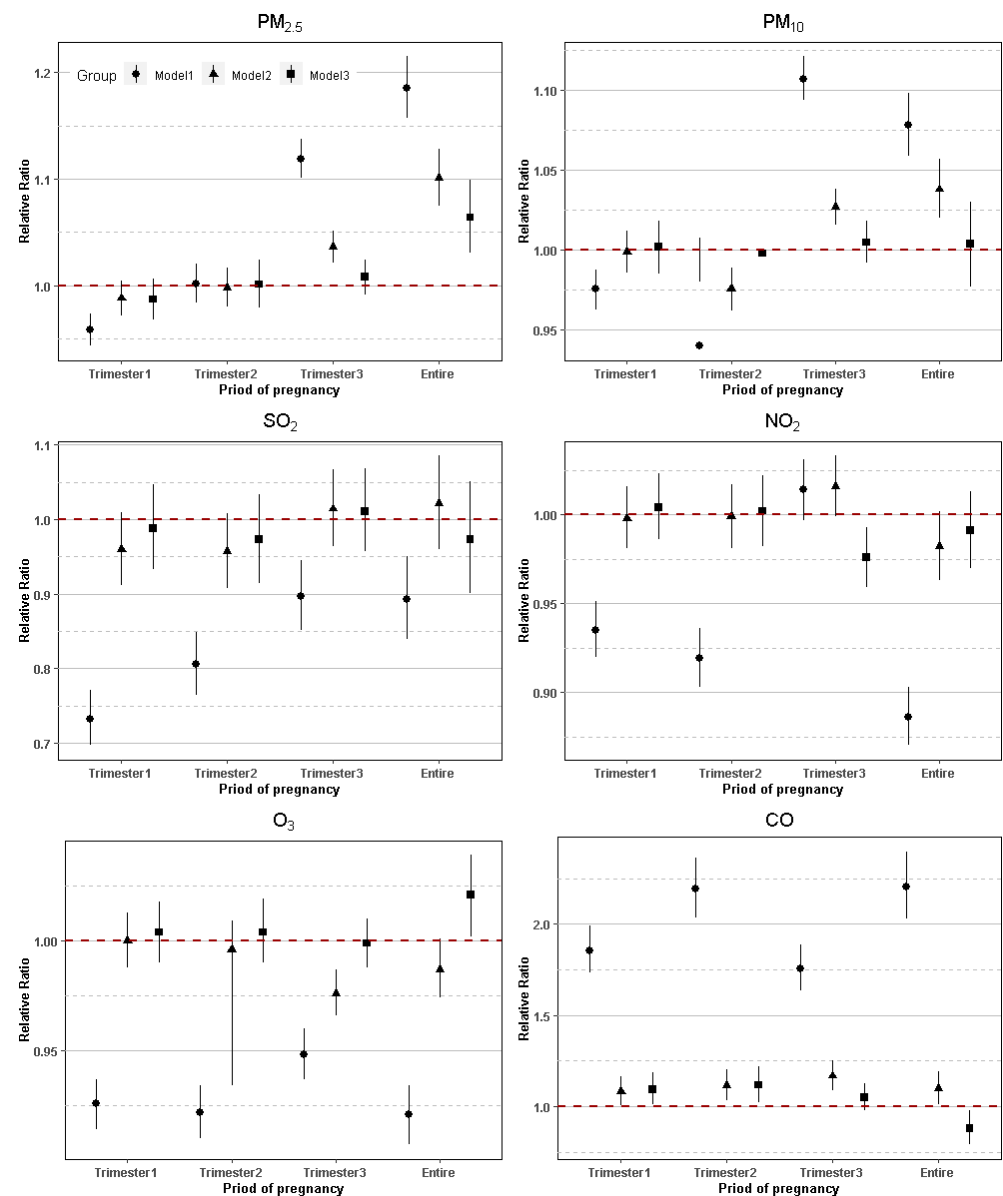 PM2.5
Relative Ratio
Group Model1 Model2 Model3
1.2
1.1
1.0
Trimester1 Trimester2 Trimester3 Entire
Priod of pregnancy
PM10
Relative Ratio
1.10
1.05
1.00
0.95
Trimester1 Trimester2 Trimester3 Entire
Priod of pregnancy
SO2
Relative Ratio
1.1
1.0
0.9
0.8
0.7
Trimester1 Trimester2 Trimester3 Entire
Priod of pregnancy
NO2
Relative Ratio
1.00
0.95
0.90
Trimester1 Trimester2 Trimester3 Entire
Priod of pregnancy
O3
Relative Ratio
1.00
0.95
Trimester1 Trimester2 Trimester3 Entire
Priod of pregnancy
CO
Relative Ratio
2.0
1.5
1.0
Trimester1 Trimester2 Trimester3 Entire
Priod of pregnancy